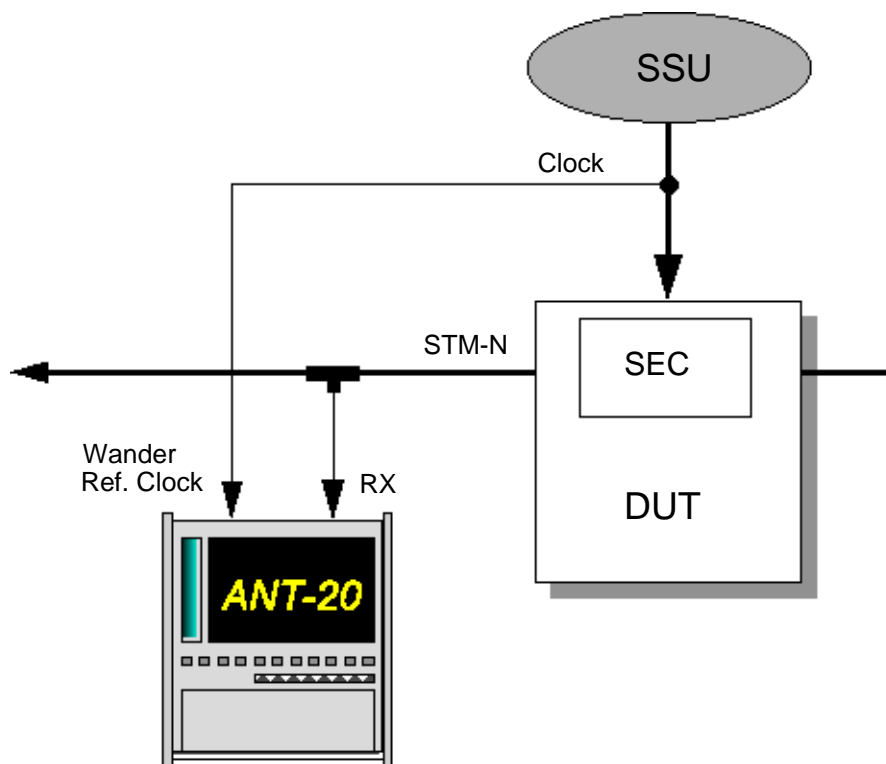 SSU
Clock
STM-N
SEC
Wander
Ref. Clock
RX
DUT
ANT-20